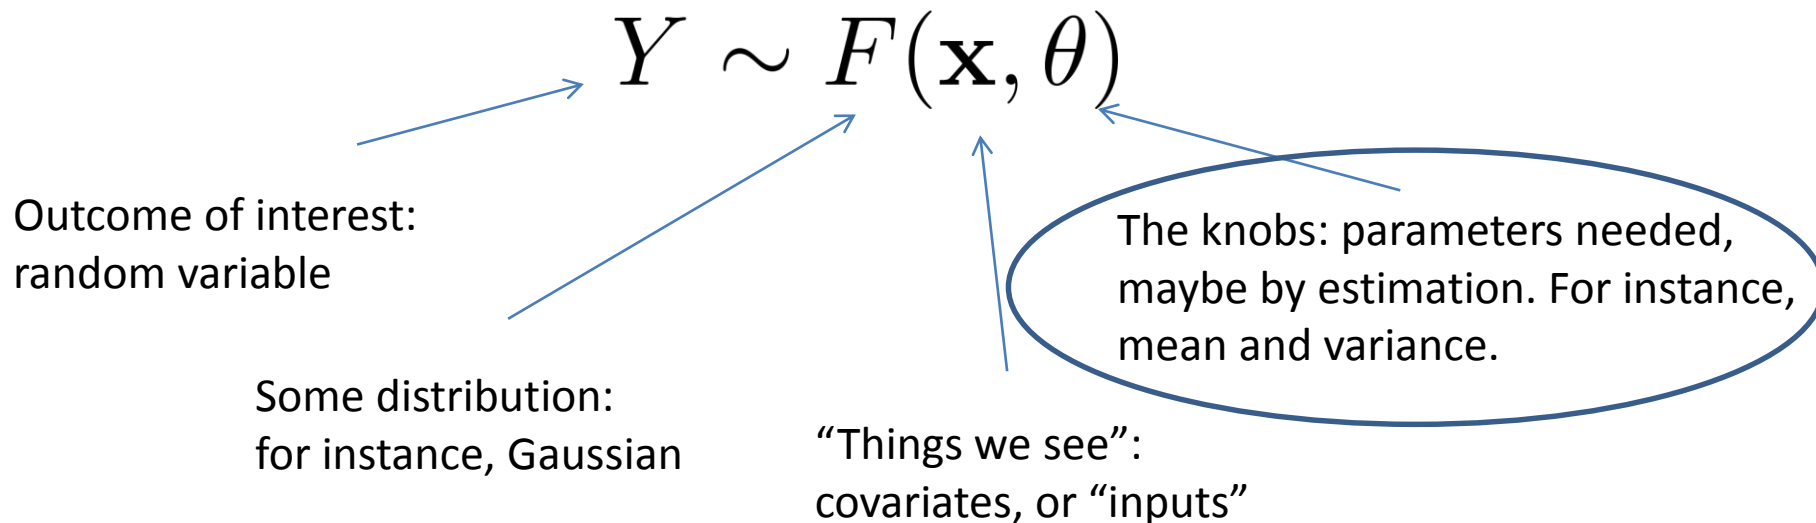 Y ∼ F(x, θ)
Outcome of interest:
random variable
Some distribution:
for instance, Gaussian
“Things we see”:
covariates, or “inputs”
The knobs: parameters needed,
maybe by estimation. For instance,
mean and variance.